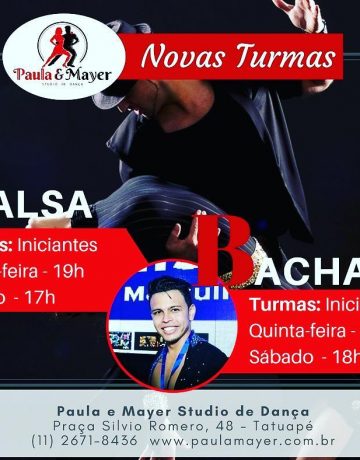 Paula & Mayer
STUDIO DE DANÇA
Novas Turmas
ALSA
s: Iniciantes
-feira - 19h
o - 17h
BACHA
Turmas: Inici
Quinta-feira -
Sábado - 18h
Paula e Mayer Studio de Dança
Praça Silvio Romero, 48 – Tatuapé
(11) 2671-8436 www.paulamayer.com.br